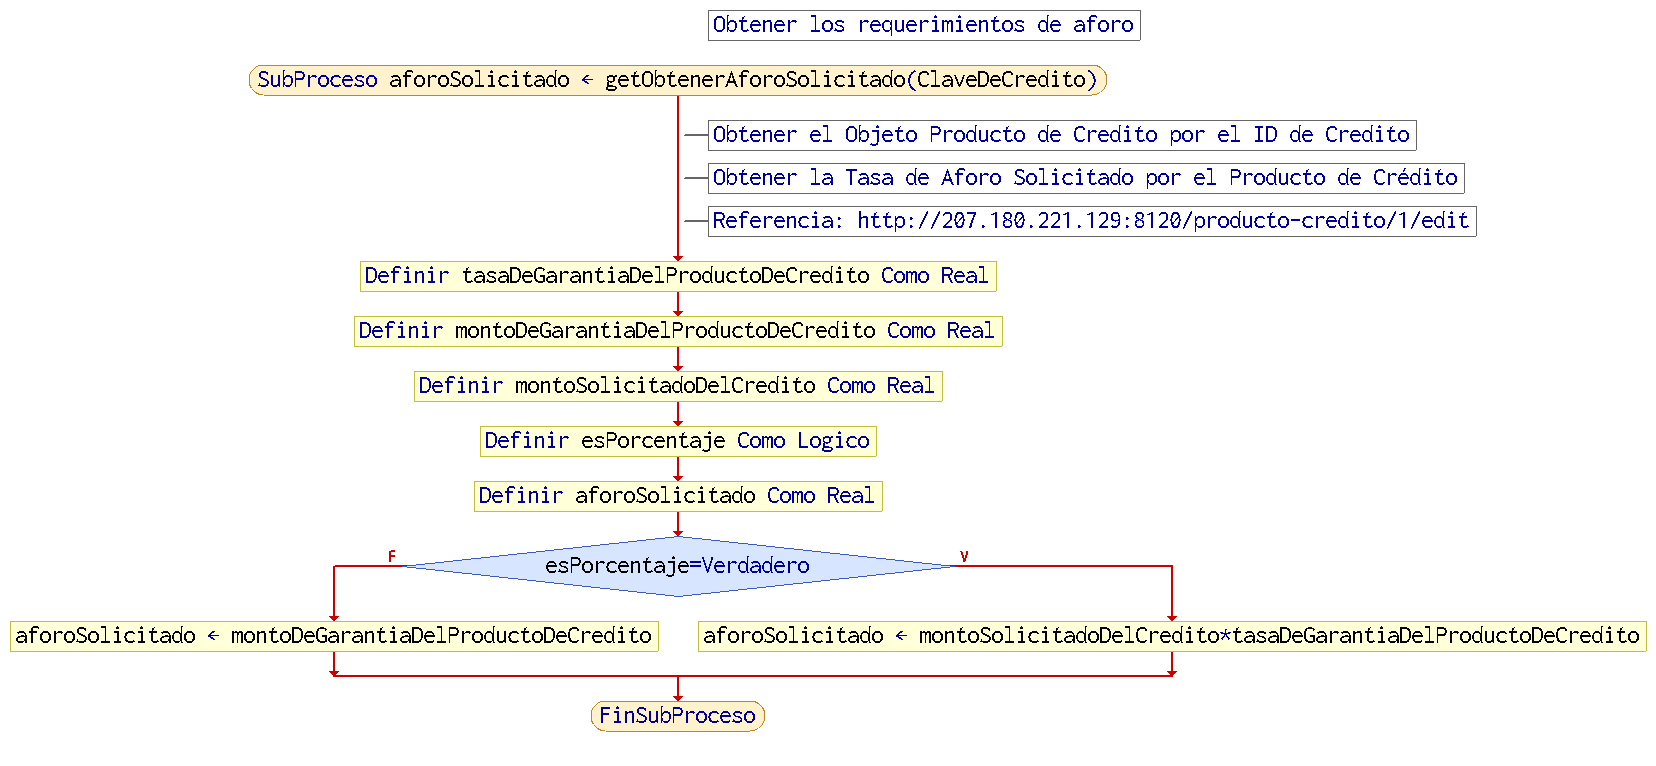 Obtener los requerimientos de aforo
SubProceso aforoSolicitado ← getObtenerAforoSolicitado(ClaveDeCredito)
Obtener el Objeto Producto de Credito por el ID de Credito
Obtener la Tasa de Aforo Solicitado por el Producto de Crédito
Referencia: http://207.180.221.129:8120/producto-credito/1/edit
Definir tasaDeGarantiaDelProductoDeCredito Como Real
Definir montoDeGarantiaDelProductoDeCredito Como Real
Definir montoSolicitadoDelCredito Como Real
Definir esPorcentaje Como Logico
Definir aforoSolicitado Como Real
F
V
esPorcentaje=Verdadero
aforoSolicitado ← montoDeGarantiaDelProductoDeCredito
aforoSolicitado ← montoSolicitadoDelCredito*tasaDeGarantiaDelProductoDeCredito
FinSubProceso